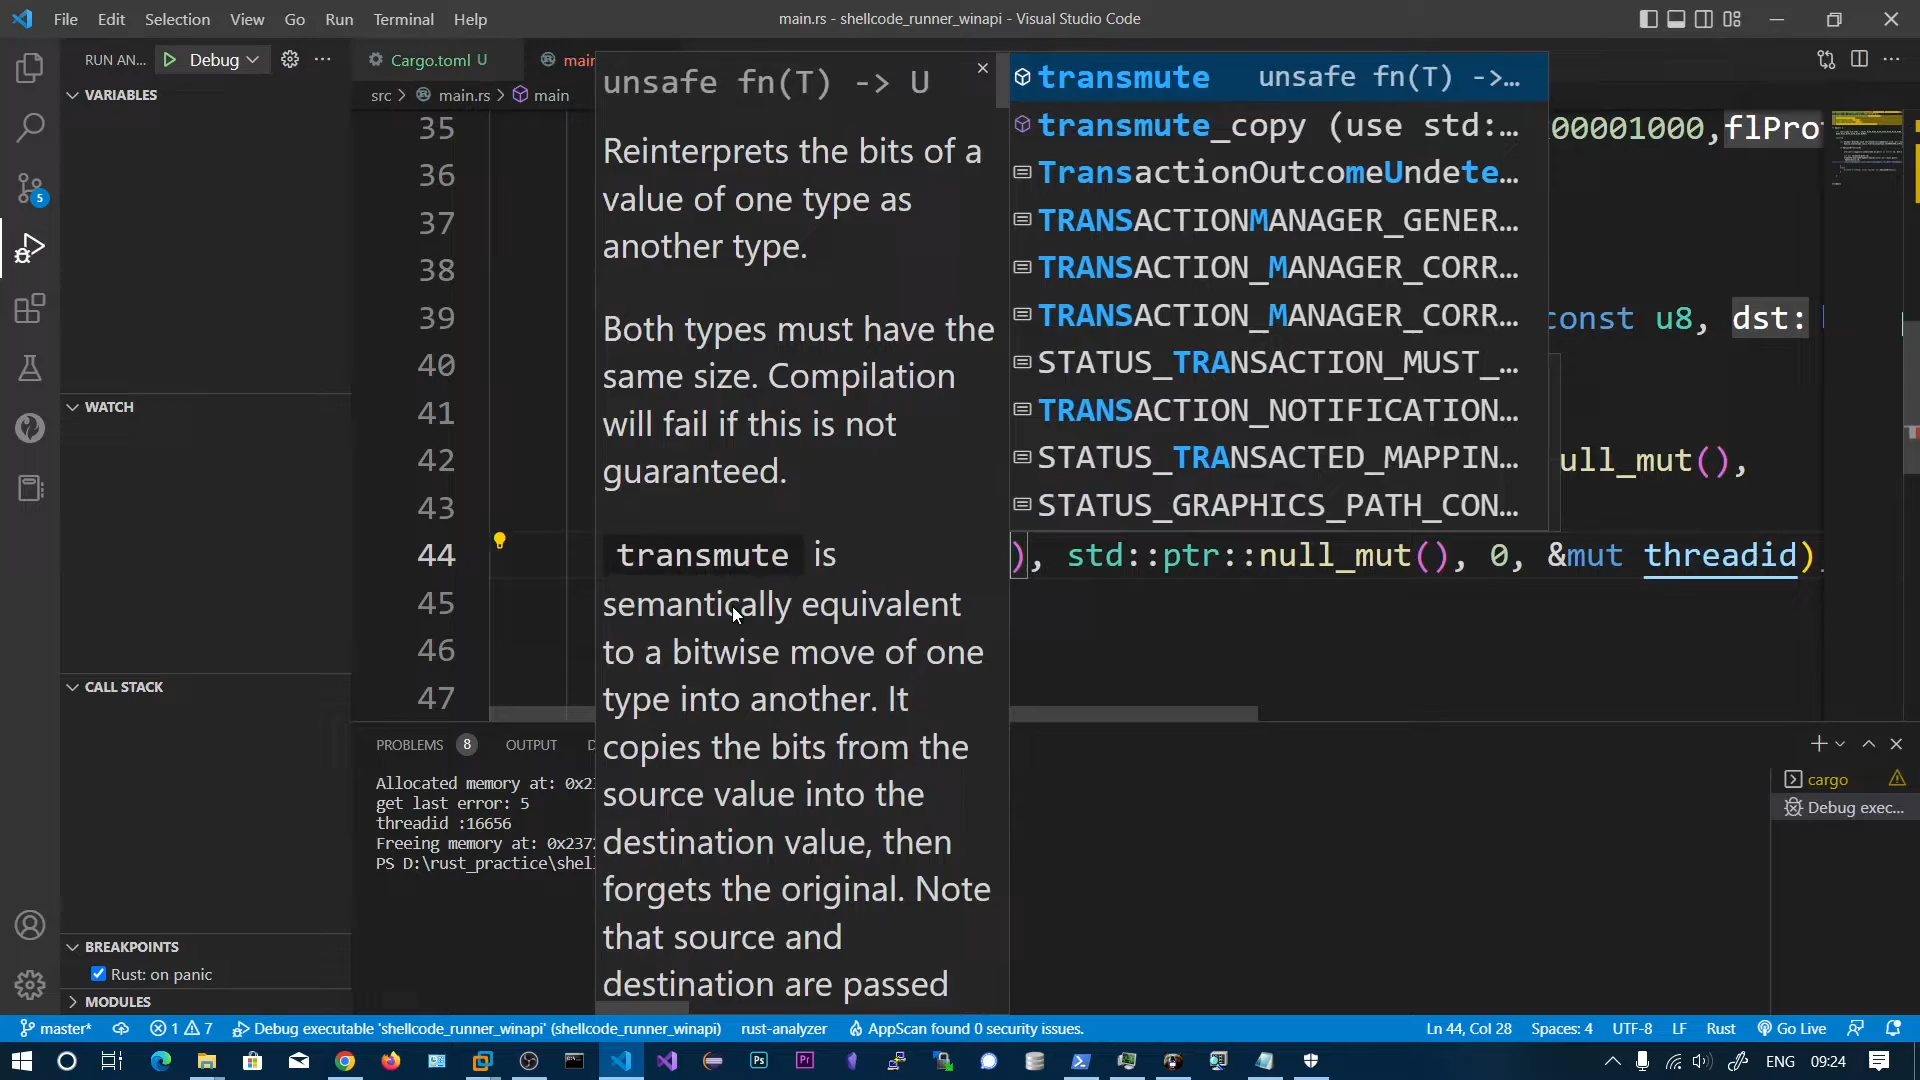 File Edit Selection View Go Run Terminal Help
main.rs - shellcode_runner_winapi - Visual Studio Code
RUN AN... Debug
Cargo.toml U
main
src > main.rs > main
VARIABLES
WATCH
CALL STACK
BREAKPOINTS
Rust: on panic
MODULES
35
36
37
38
39
40
41
42
43
44
45
46
47
unsafe fn(T) -> U
Reinterprets the bits of a
value of one type as
another type.
Both types must have the
same size. Compilation
will fail if this is not
guaranteed.
transmute is
semantically equivalent
to a bitwise move of one
type into another. It
copies the bits from the
source value into the
destination value, then
forgets the original. Note
that source and
destination are passed
transmute unsafe fn(T) ->…
transmute_copy (use std:…
TransactionOutcomeUndete…
TRANSACTIONMANAGER_GENER…
TRANSACTION_MANAGER_CORR…
TRANSACTION_MANAGER_CORR…
STATUS_TRANSACTION_MUST_…
TRANSACTION_NOTIFICATION…
STATUS_TRANSACTED_MAPPIN…
STATUS_GRAPHICS_PATH_CON…
00001000,flPro
const u8, dst:
ull_mut(),
), std::ptr::null_mut(), 0, &mut threadid)
PROBLEMS 8 OUTPUT D
Allocated memory at: 0x2
get last error: 5
threadid :16656
Freeing memory at: 0x237
PS D:\rust_practice\shel
cargo
Debug exec...
5
master* 1 7 Debug executable 'shellcode_runner_winapi' (shellcode_runner_winapi) rust-analyzer AppScan found 0 security issues.
Ln 44, Col 28 Spaces: 4 UTF-8 LF Rust Go Live
Ps Pr ENG 09:24